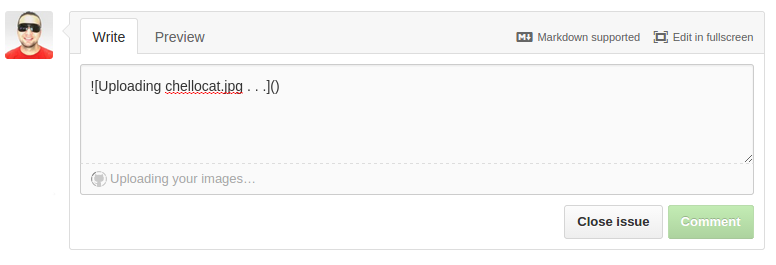 Write Preview Markdown supported Edit in fullscreen
![Uploading chellocat.jpg . . .]()
Uploading your images…
Close issue Comment